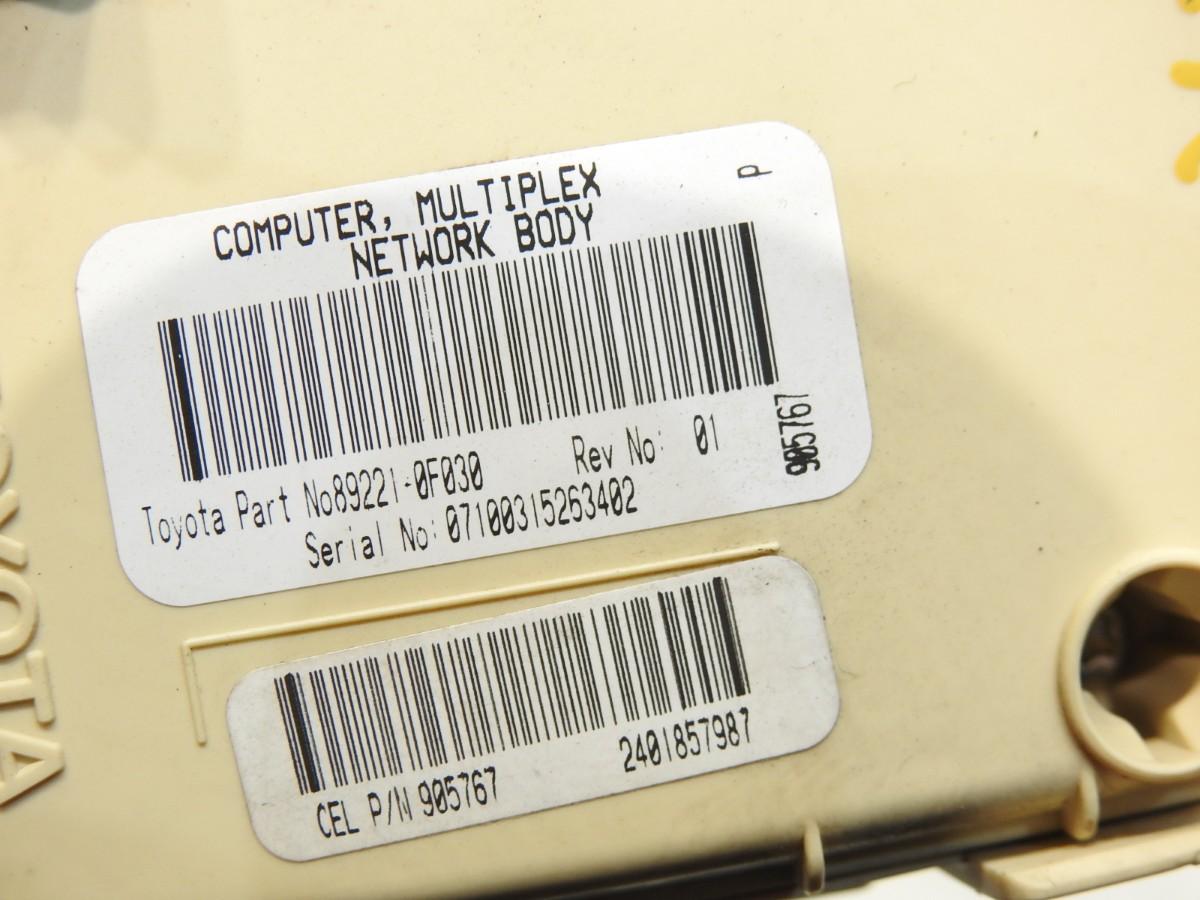 COMPUTER, MULTIPLEX
NETWORK BODY
P
Toyota Part No89221-0F030 Rev No: 01
Serial No: 07100315263402
905767
CEL P/N 905767 2401857987
TOYOTA